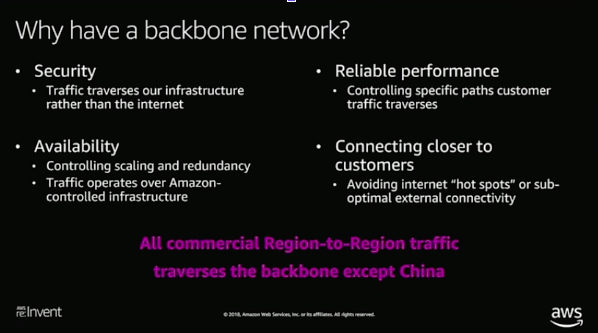 Why have a backbone network?
• Security
• Traffic traverses our infrastructure
rather than the internet
• Availability
• Controlling scaling and redundancy
• Traffic operates over Amazon-
controlled infrastructure
• Reliable performance
• Controlling specific paths customer
traffic traverses
• Connecting closer to
customers
• Avoiding internet “hot spots” or sub-
optimal external connectivity
All commercial Region-to-Region traffic
traverses the backbone except China
AWS
re:Invent
© 2018, Amazon Web Services, Inc. or its affiliates. All rights reserved.
aws